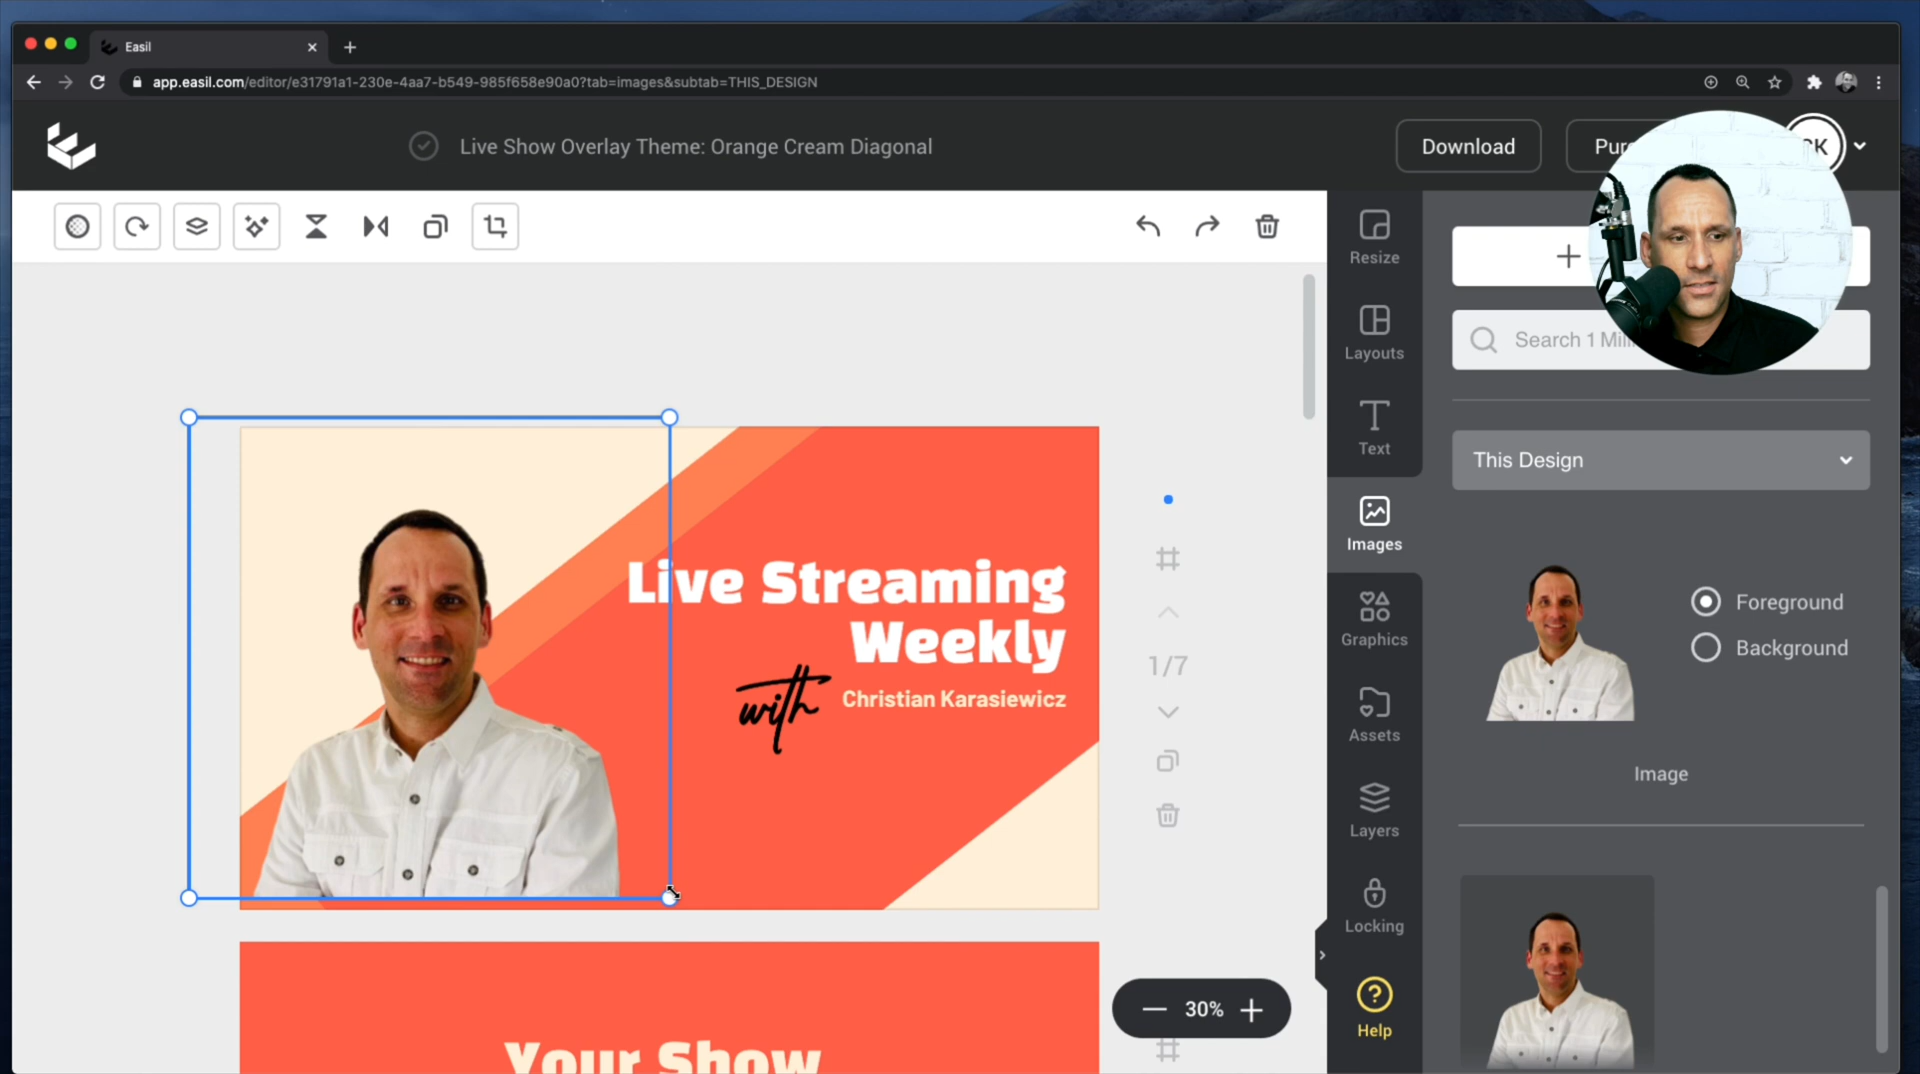 Easil
app.easil.com/editor/e31791a1-230e-4aa7-b549-985f658e90a0?tab=images&subtab=THIS_DESIGN
Live Show Overlay Theme: Orange Cream Diagonal
Download
Resize
Layouts
Text
Images
Graphics
Assets
Layers
Locking
Help
Search 1
This Design
Foreground
Background
Image
Live Streaming
Weekly
with Christian Karasiewicz
1/7
30%
Your Show